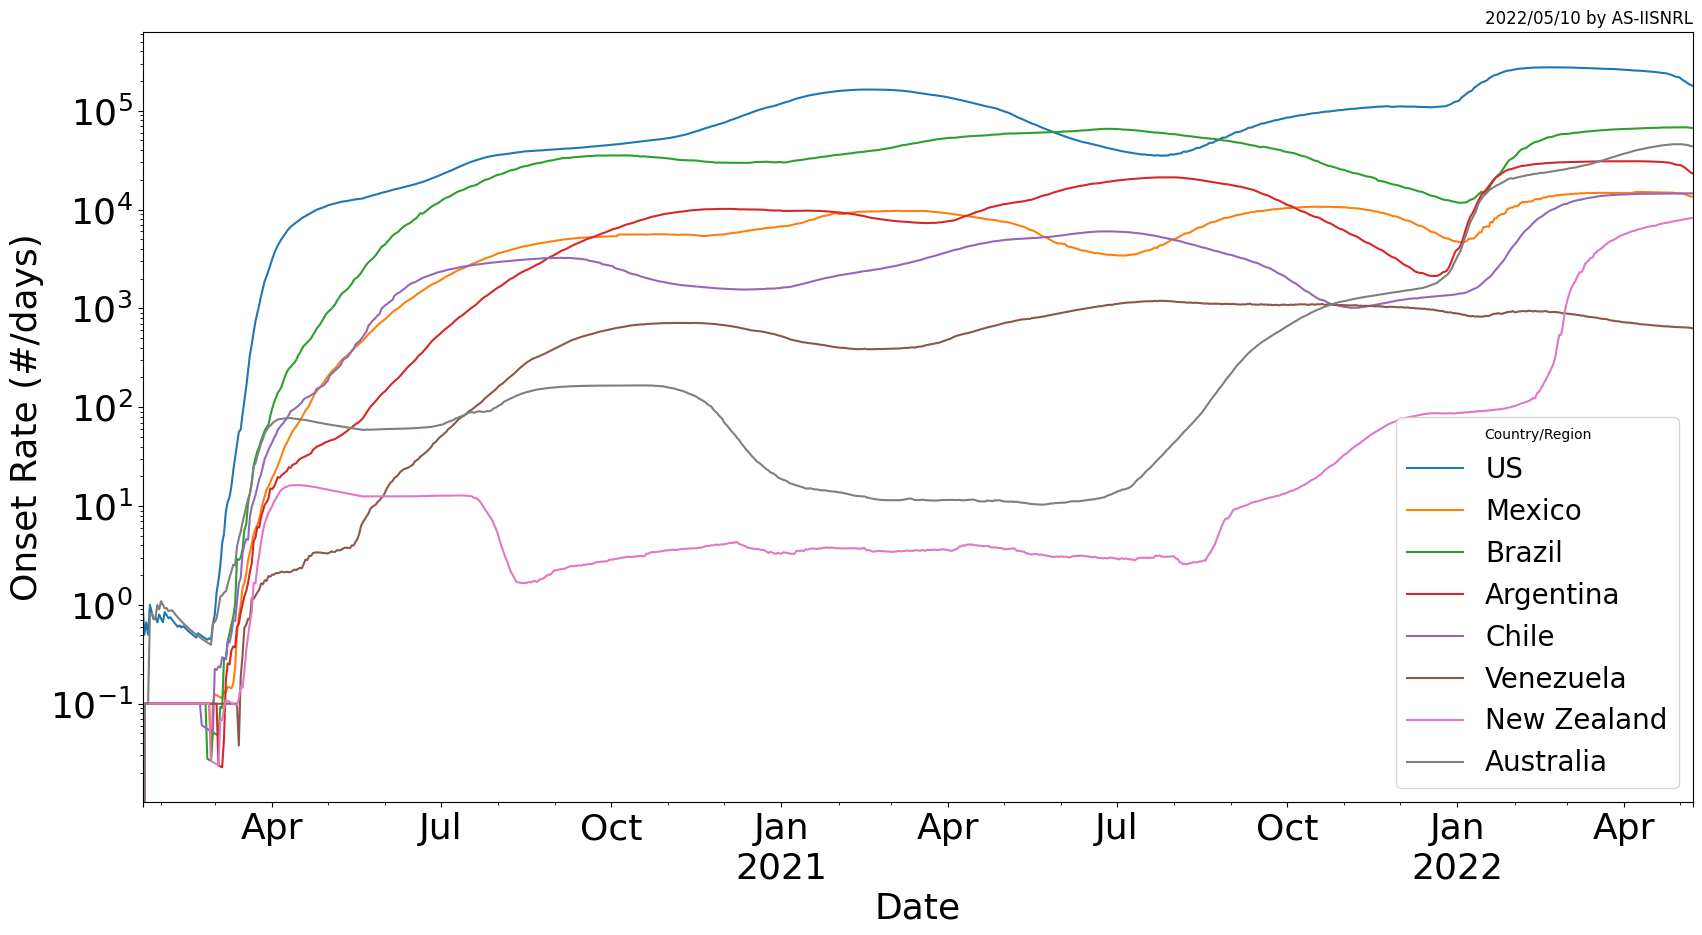 2022/05/10 by AS-IISNRL
Onset Rate (#/days)
10^5
10^4
10^3
10^2
10^1
10^0
10^−1
Country/Region
US
Mexico
Brazil
Argentina
Chile
Venezuela
New Zealand
Australia
Apr Jul Oct Jan Apr Jul Oct Jan Apr
2021 2022
Date